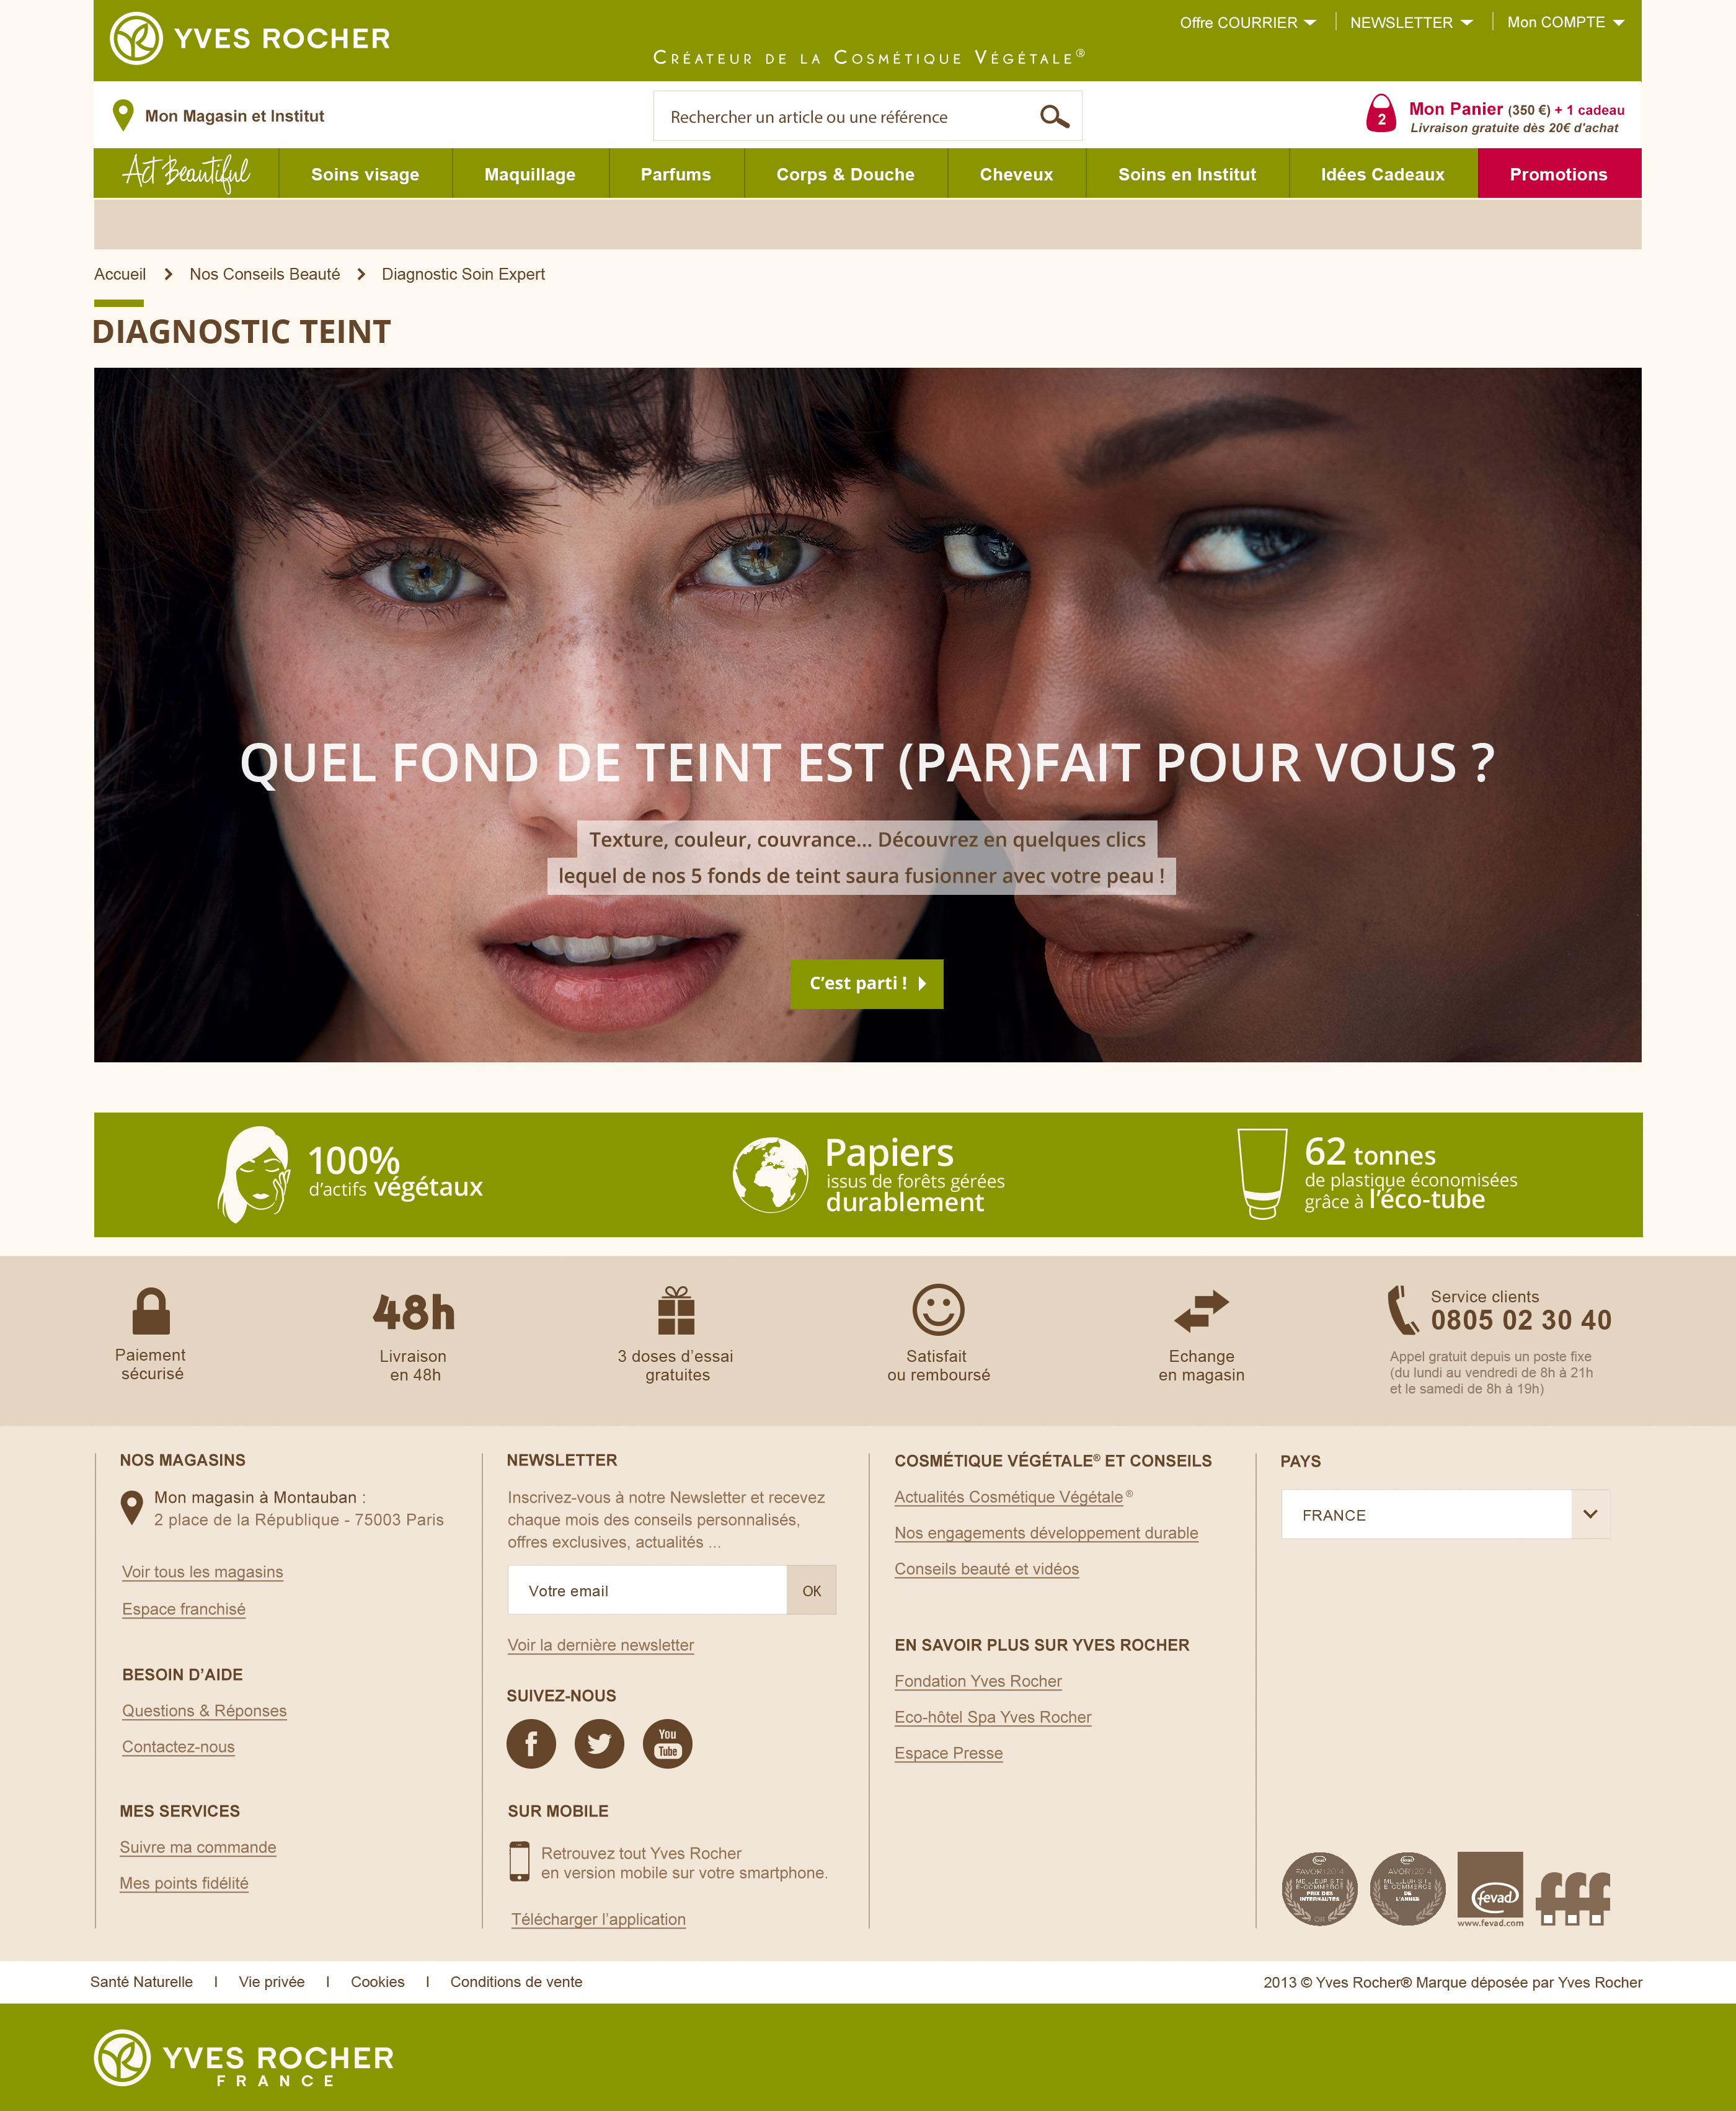 YVES ROCHER
Offre COURRIER
NEWSLETTER
Mon COMPTE
CRÉATEUR DE LA COSMÉTIQUE VÉGÉTALE®
Mon Magasin et Institut
Rechercher un article ou une référence
2
Mon Panier (350 €) + 1 cadeau
Livraison gratuite dès 20€ d'achat
Act Beautiful
Soins visage
Maquillage
Parfums
Corps & Douche
Cheveux
Soins en Institut
Idées Cadeaux
Promotions
Accueil > Nos Conseils Beauté > Diagnostic Soin Expert
DIAGNOSTIC TEINT
QUEL FOND DE TEINT EST (PAR)FAIT POUR VOUS ?
Texture, couleur, couvrance... Découvrez en quelques clics
lequel de nos 5 fonds de teint saura fusionner avec votre peau !
C'est parti !
100%
d'actifs végétaux
Papiers
issus de forêts gérées
durablement
62 tonnes
de plastique économisées
grâce à l'éco-tube
Paiement
sécurisé
48h
Livraison
en 48h
3 doses d'essai
gratuites
Satisfait
ou remboursé
Echange
en magasin
Service clients
0805 02 30 40
Appel gratuit depuis un poste fixe
(du lundi au vendredi de 8h à 21h
et le samedi de 8h à 19h)
NOS MAGASINS
Mon magasin à Montauban :
2 place de la République - 75003 Paris
Voir tous les magasins
Espace franchisé
BESOIN D'AIDE
Questions & Réponses
Contactez-nous
MES SERVICES
Suivre ma commande
Mes points fidélité
NEWSLETTER
Inscrivez-vous à notre Newsletter et recevez
chaque mois des conseils personnalisés,
offres exclusives, actualités ...
Votre email
OK
Voir la dernière newsletter
SUIVEZ-NOUS
f
You
Tube
SUR MOBILE
Retrouvez tout Yves Rocher
en version mobile sur votre smartphone.
Télécharger l'application
COSMÉTIQUE VÉGÉTALE® ET CONSEILS
Actualités Cosmétique Végétale®
Nos engagements développement durable
Conseils beauté et vidéos
EN SAVOIR PLUS SUR YVES ROCHER
Fondation Yves Rocher
Eco-hôtel Spa Yves Rocher
Espace Presse
PAYS
FRANCE
E-COMMERCE
PRIX DES
INTERNAUTES
OR
E-COMMERCE
DE
L'ANNEE
fevad
www.fevad.com
fff
Santé Naturelle I Vie privée I Cookies I Conditions de vente
2013 © Yves Rocher® Marque déposée par Yves Rocher
YVES ROCHER
FRANCE